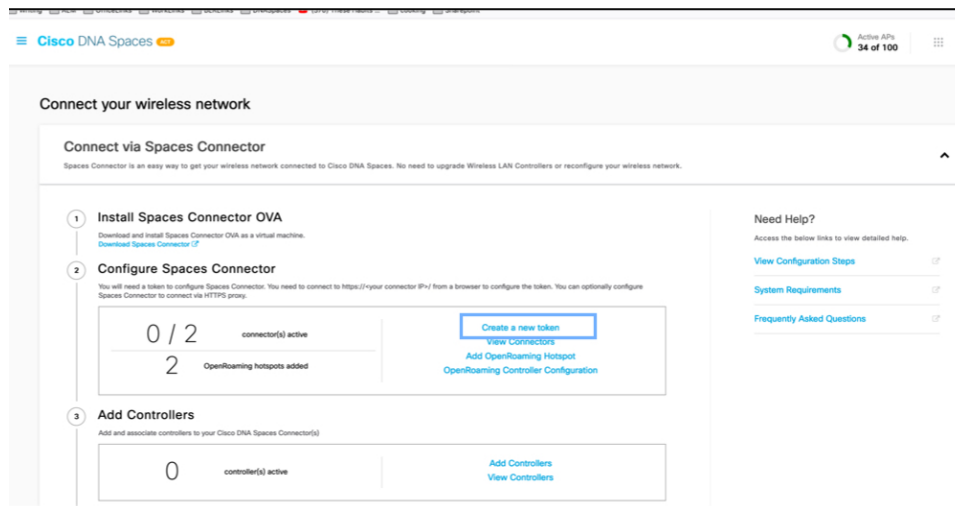 Cisco DNA Spaces ACT
Active APs
34 of 100
Connect your wireless network
Connect via Spaces Connector
Spaces Connector is an easy way to get your wireless network connected to Cisco DNA Spaces. No need to upgrade Wireless LAN Controllers or reconfigure your wireless network.
1 Install Spaces Connector OVA
Download and install Spaces Connector OVA as a virtual machine.
Download Spaces Connector
2 Configure Spaces Connector
You will need a token to configure Spaces Connector. You need to connect to https://<your connector IP>/ from a browser to configure the token. You can optionally configure
Spaces Connector to connect via HTTPS proxy.
0 / 2 connector(s) active
2 OpenRoaming hotspots added
Create a new token
View Connectors
Add OpenRoaming Hotspot
OpenRoaming Controller Configuration
3 Add Controllers
Add and associate controllers to your Cisco DNA Spaces Connector(s)
0 controller(s) active
Add Controllers
View Controllers
Need Help?
Access the below links to view detailed help.
View Configuration Steps
System Requirements
Frequently Asked Questions